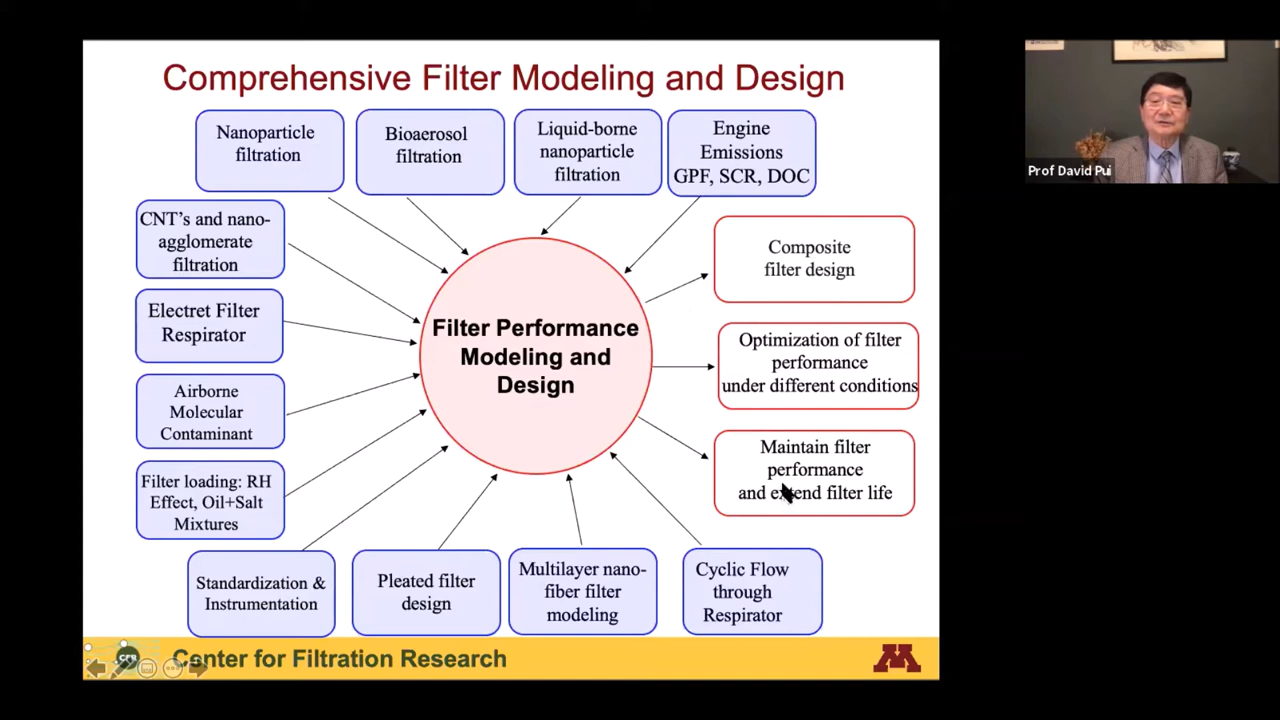 Comprehensive Filter Modeling and Design
Nanoparticle
filtration
Bioaerosol
filtration
Liquid-borne
nanoparticle
filtration
Engine
Emissions
GPF, SCR, DOC
CNT's and nano-
agglomerate
filtration
Electret Filter
Respirator
Airborne
Molecular
Contaminant
Filter loading: RH
Effect, Oil+Salt
Mixtures
Standardization &
Instrumentation
Pleated filter
design
Multilayer nano-
fiber filter
modeling
Cyclic Flow
through
Respirator
Filter Performance
Modeling and
Design
Composite
filter design
Optimization of filter
performance
under different conditions
Maintain filter
performance
and extend filter life
CFR
Center for Filtration Research
M
Prof David Pui